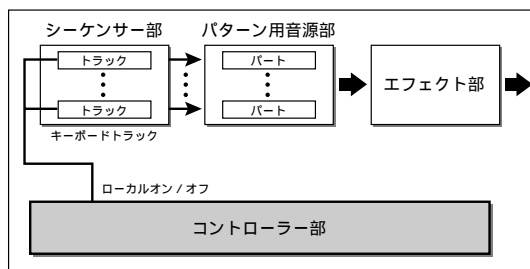 シーケンサー部
パターン用音源部
トラック
パート
トラック
パート
エフェクト部
キーボードトラック
ローカルオン / オフ
コントローラー部